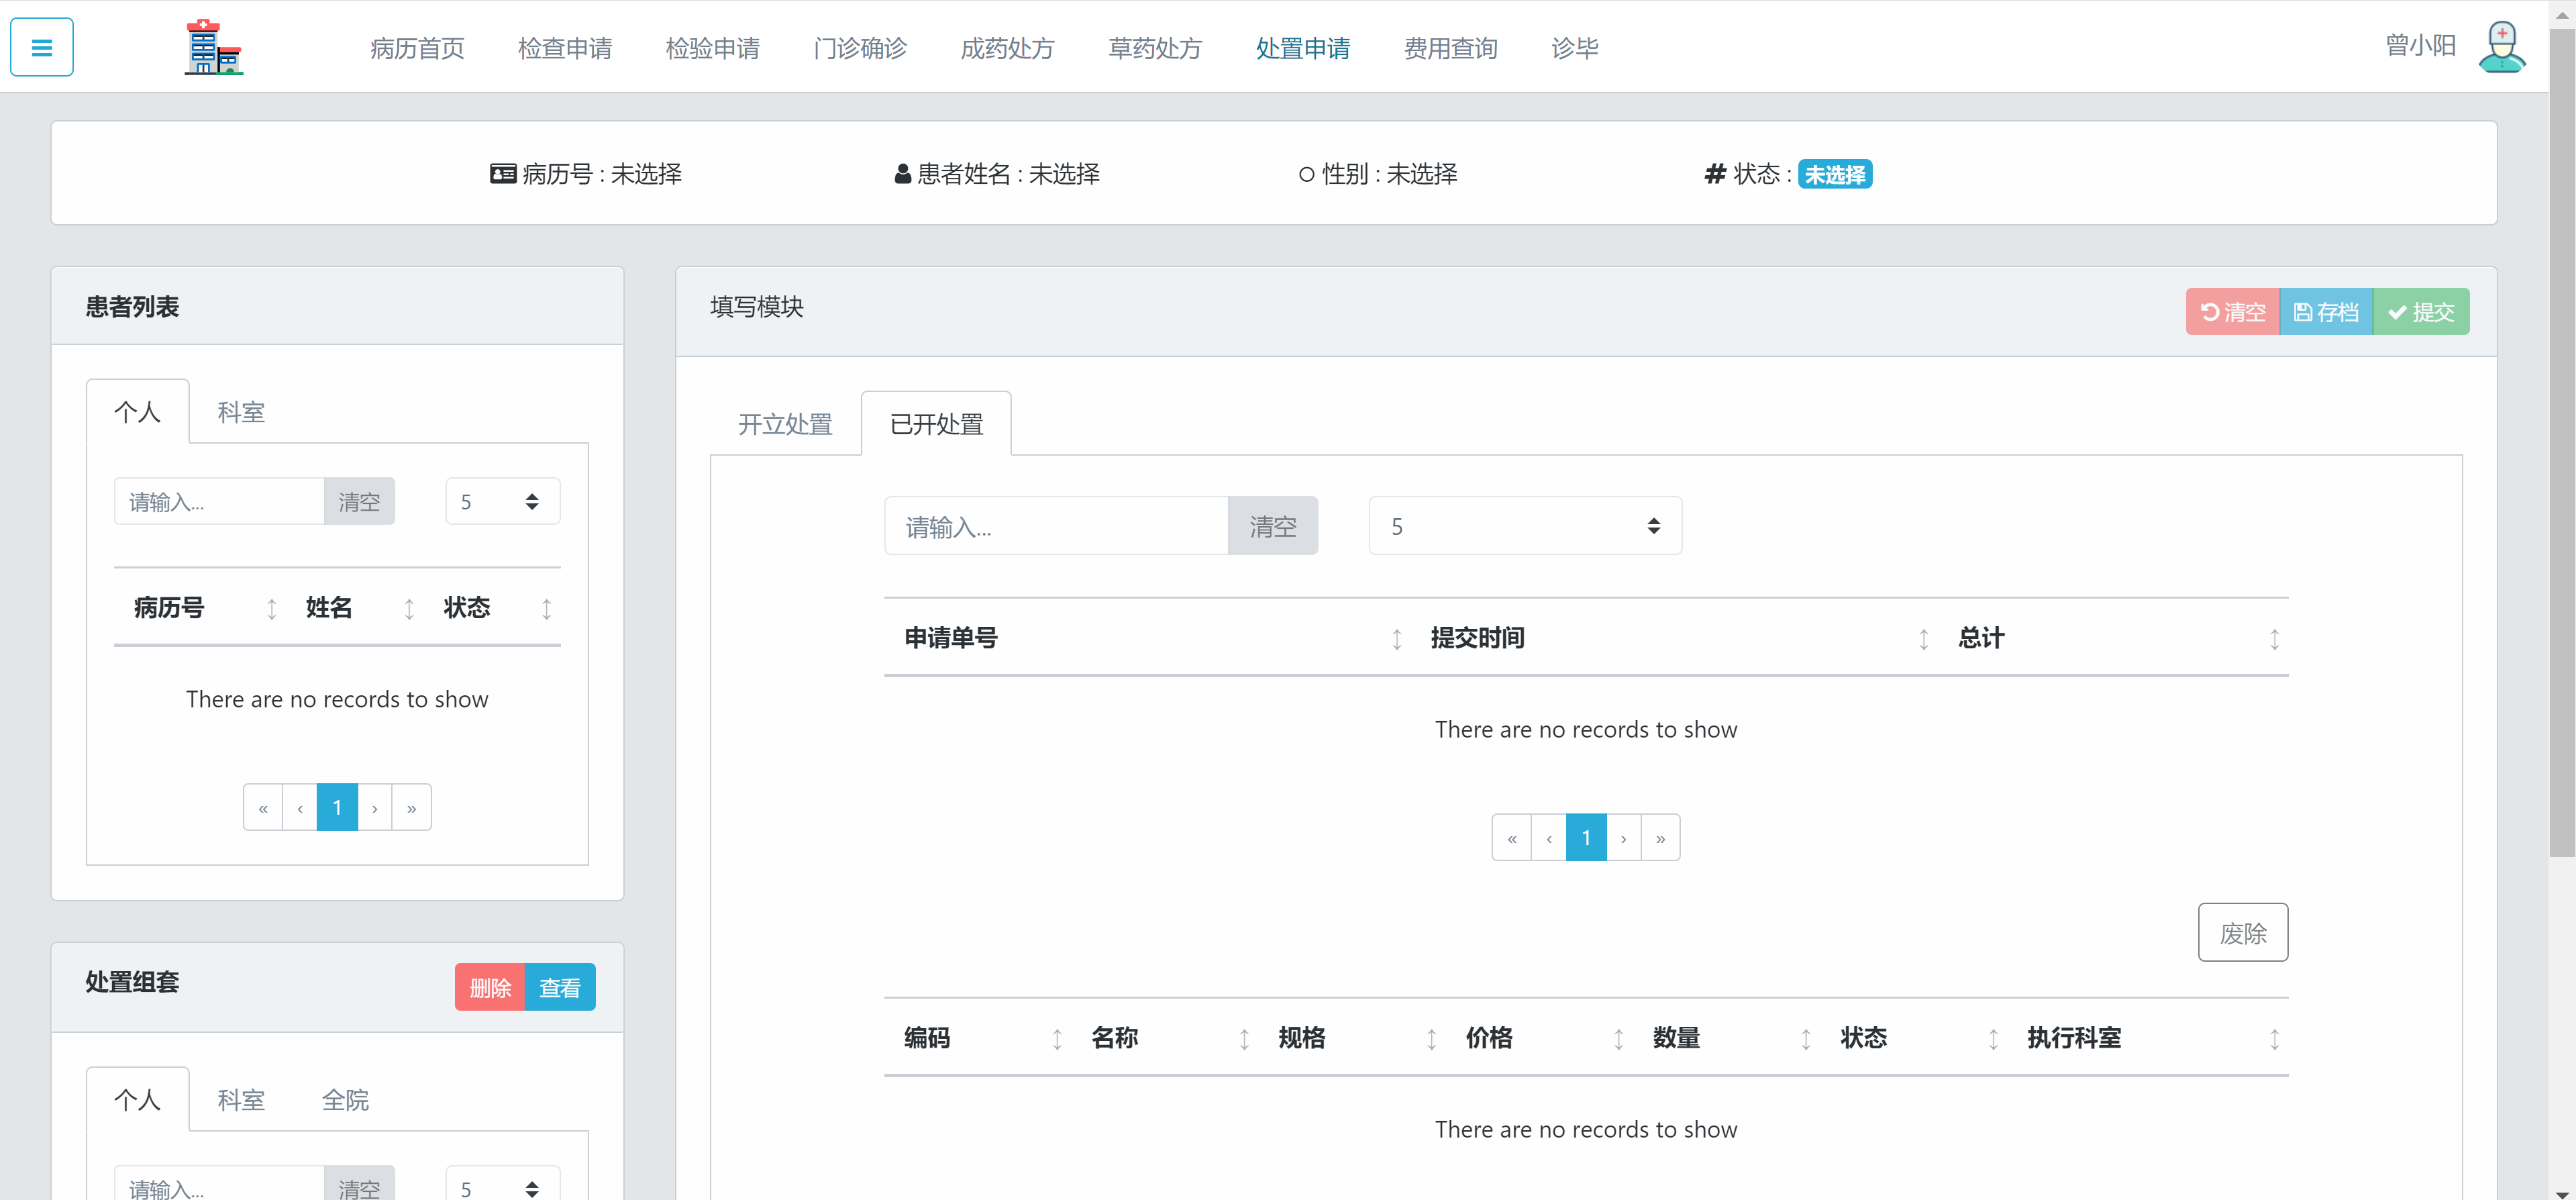 病历首页 检查申请 检验申请 门诊确诊 成药处方 草药处方 处置申请 费用查询 诊毕 曾小阳
病历号 : 未选择 患者姓名 : 未选择 性别 : 未选择 # 状态 : 未选择
患者列表
个人 科室
请输入... 清空 5
病历号 姓名 状态
There are no records to show
« ‹ 1 › »
处置组套 删除 查看
个人 科室 全院
请输入... 清空 5
填写模块 清空 存档 提交
开立处置 已开处置
请输入... 清空 5
申请单号 提交时间 总计
There are no records to show
« ‹ 1 › »
废除
编码 名称 规格 价格 数量 状态 执行科室
There are no records to show